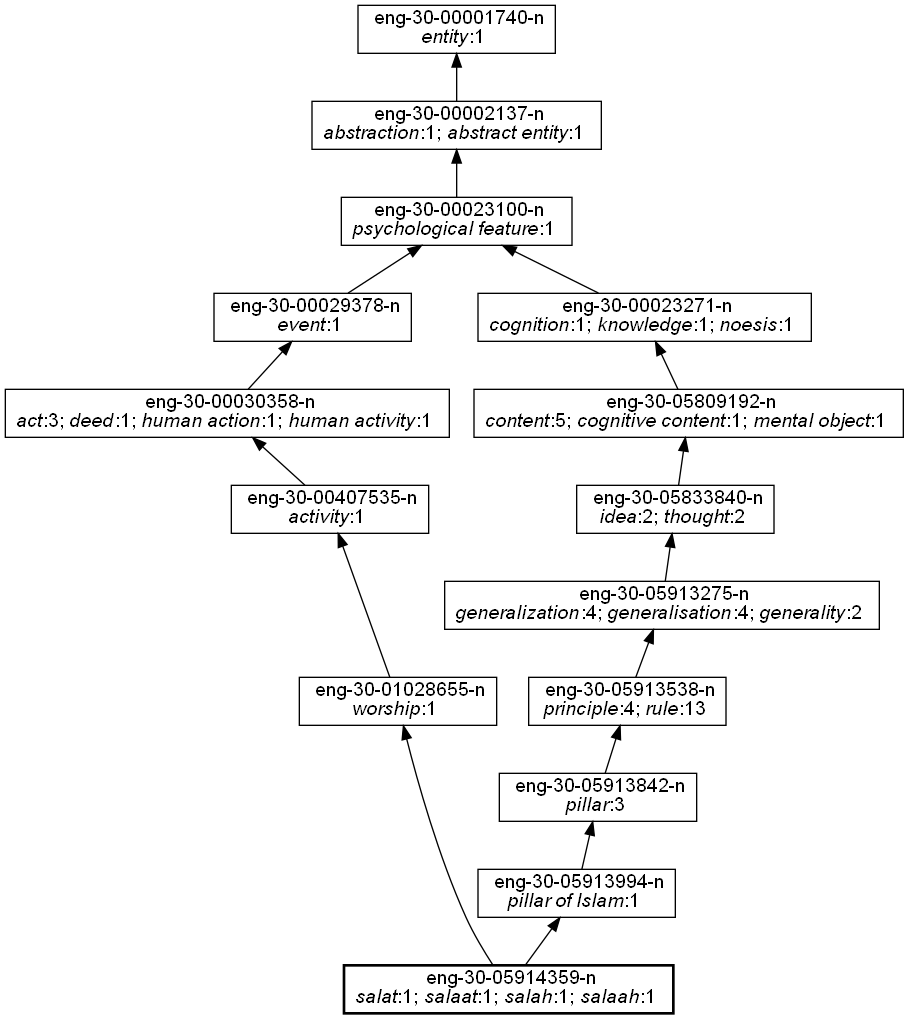 eng-30-00001740-n
entity:1
eng-30-00002137-n
abstraction:1; abstract entity:1
eng-30-00023100-n
psychological feature:1
eng-30-00029378-n
event:1
eng-30-00023271-n
cognition:1; knowledge:1; noesis:1
eng-30-00030358-n
act:3; deed:1; human action:1; human activity:1
eng-30-05809192-n
content:5; cognitive content:1; mental object:1
eng-30-00407535-n
activity:1
eng-30-05833840-n
idea:2; thought:2
eng-30-05913275-n
generalization:4; generalisation:4; generality:2
eng-30-01028655-n
worship:1
eng-30-05913538-n
principle:4; rule:13
eng-30-05913842-n
pillar:3
eng-30-05913994-n
pillar of Islam:1
eng-30-05914359-n
salat:1; salaat:1; salah:1; salaah:1